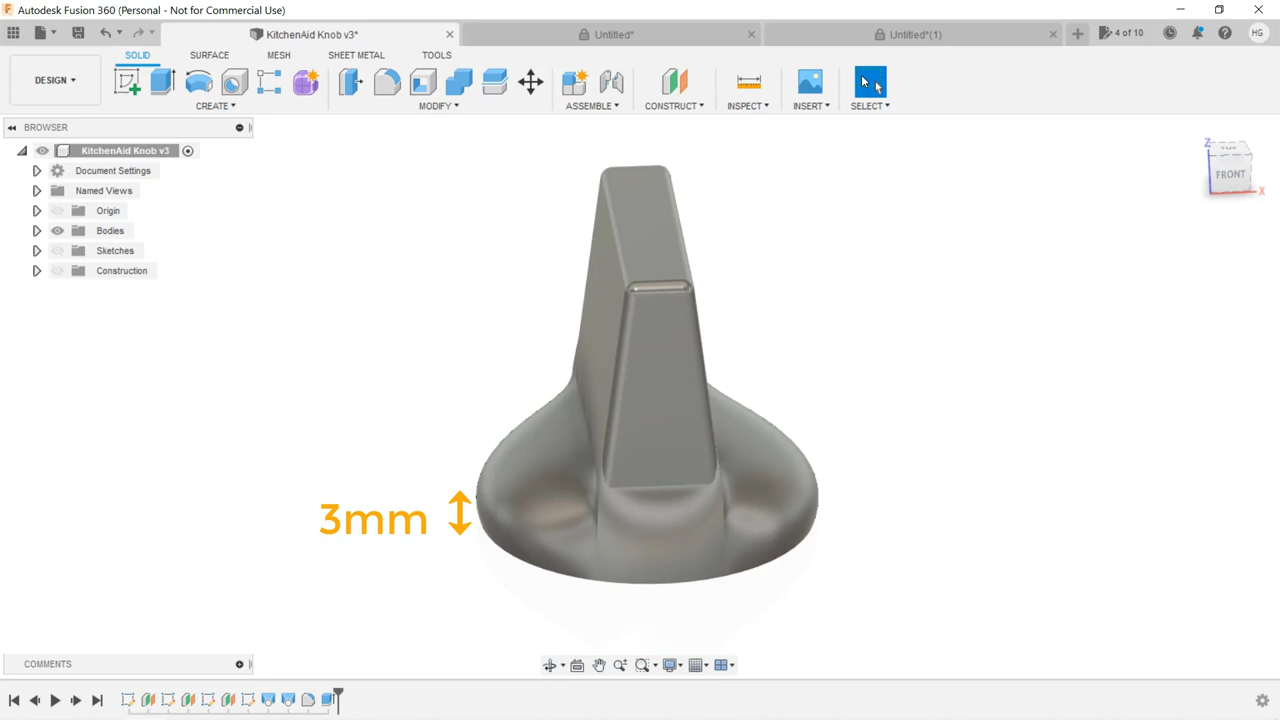 Autodesk Fusion 360 (Personal - Not for Commercial Use)
KitchenAid Knob v3*
Untitled*
Untitled*(1)
4 of 10
HG
DESIGN
SOLID
SURFACE
MESH
SHEET METAL
TOOLS
CREATE
MODIFY
ASSEMBLE
CONSTRUCT
INSPECT
INSERT
SELECT
BROWSER
KitchenAid Knob v3
Document Settings
Named Views
Origin
Bodies
Sketches
Construction
Z
TOP
FRONT
X
3mm
COMMENTS